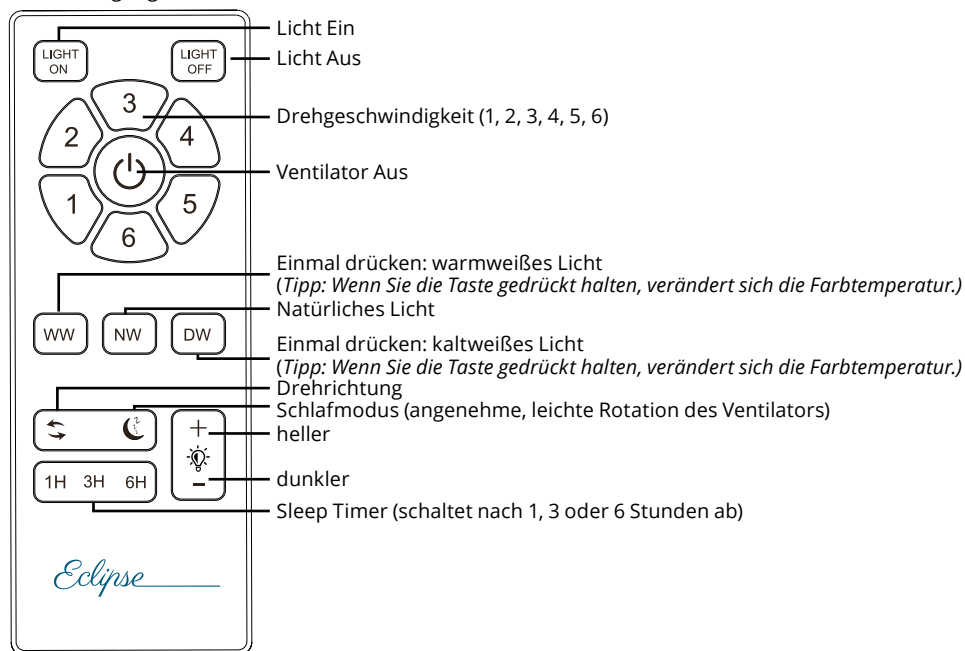 Licht Ein
LIGHT ON
LIGHT OFF
Licht Aus
3
Drehgeschwindigkeit (1, 2, 3, 4, 5, 6)
2
4
Ventilator Aus
1
5
6
Einmal drücken: warmweißes Licht
(Tipp: Wenn Sie die Taste gedrückt halten, verändert sich die Farbtemperatur.)
Natürliches Licht
WW NW DW
Einmal drücken: kaltweißes Licht
(Tipp: Wenn Sie die Taste gedrückt halten, verändert sich die Farbtemperatur.)
Drehrichtung
Schlafmodus (angenehme, leichte Rotation des Ventilators)
+
heller
1H 3H 6H
−
dunkler
Sleep Timer (schaltet nach 1, 3 oder 6 Stunden ab)
Eclipse